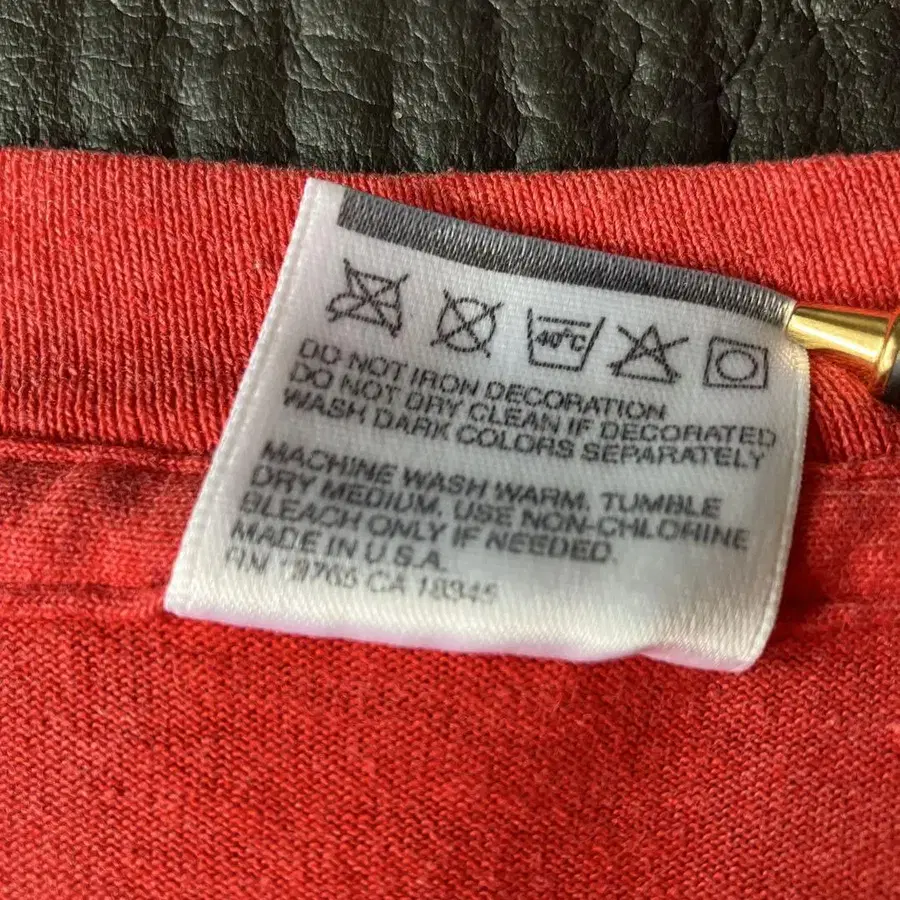 40°C
DO NOT IRON DECORATION
DO NOT DRY CLEAN IF DECORATED
WASH DARK COLORS SEPARATELY
MACHINE WASH WARM, TUMBLE
DRY MEDIUM, USE NON-CHLORINE
BLEACH ONLY IF NEEDED.
MADE IN U.S.A.
CA 18945